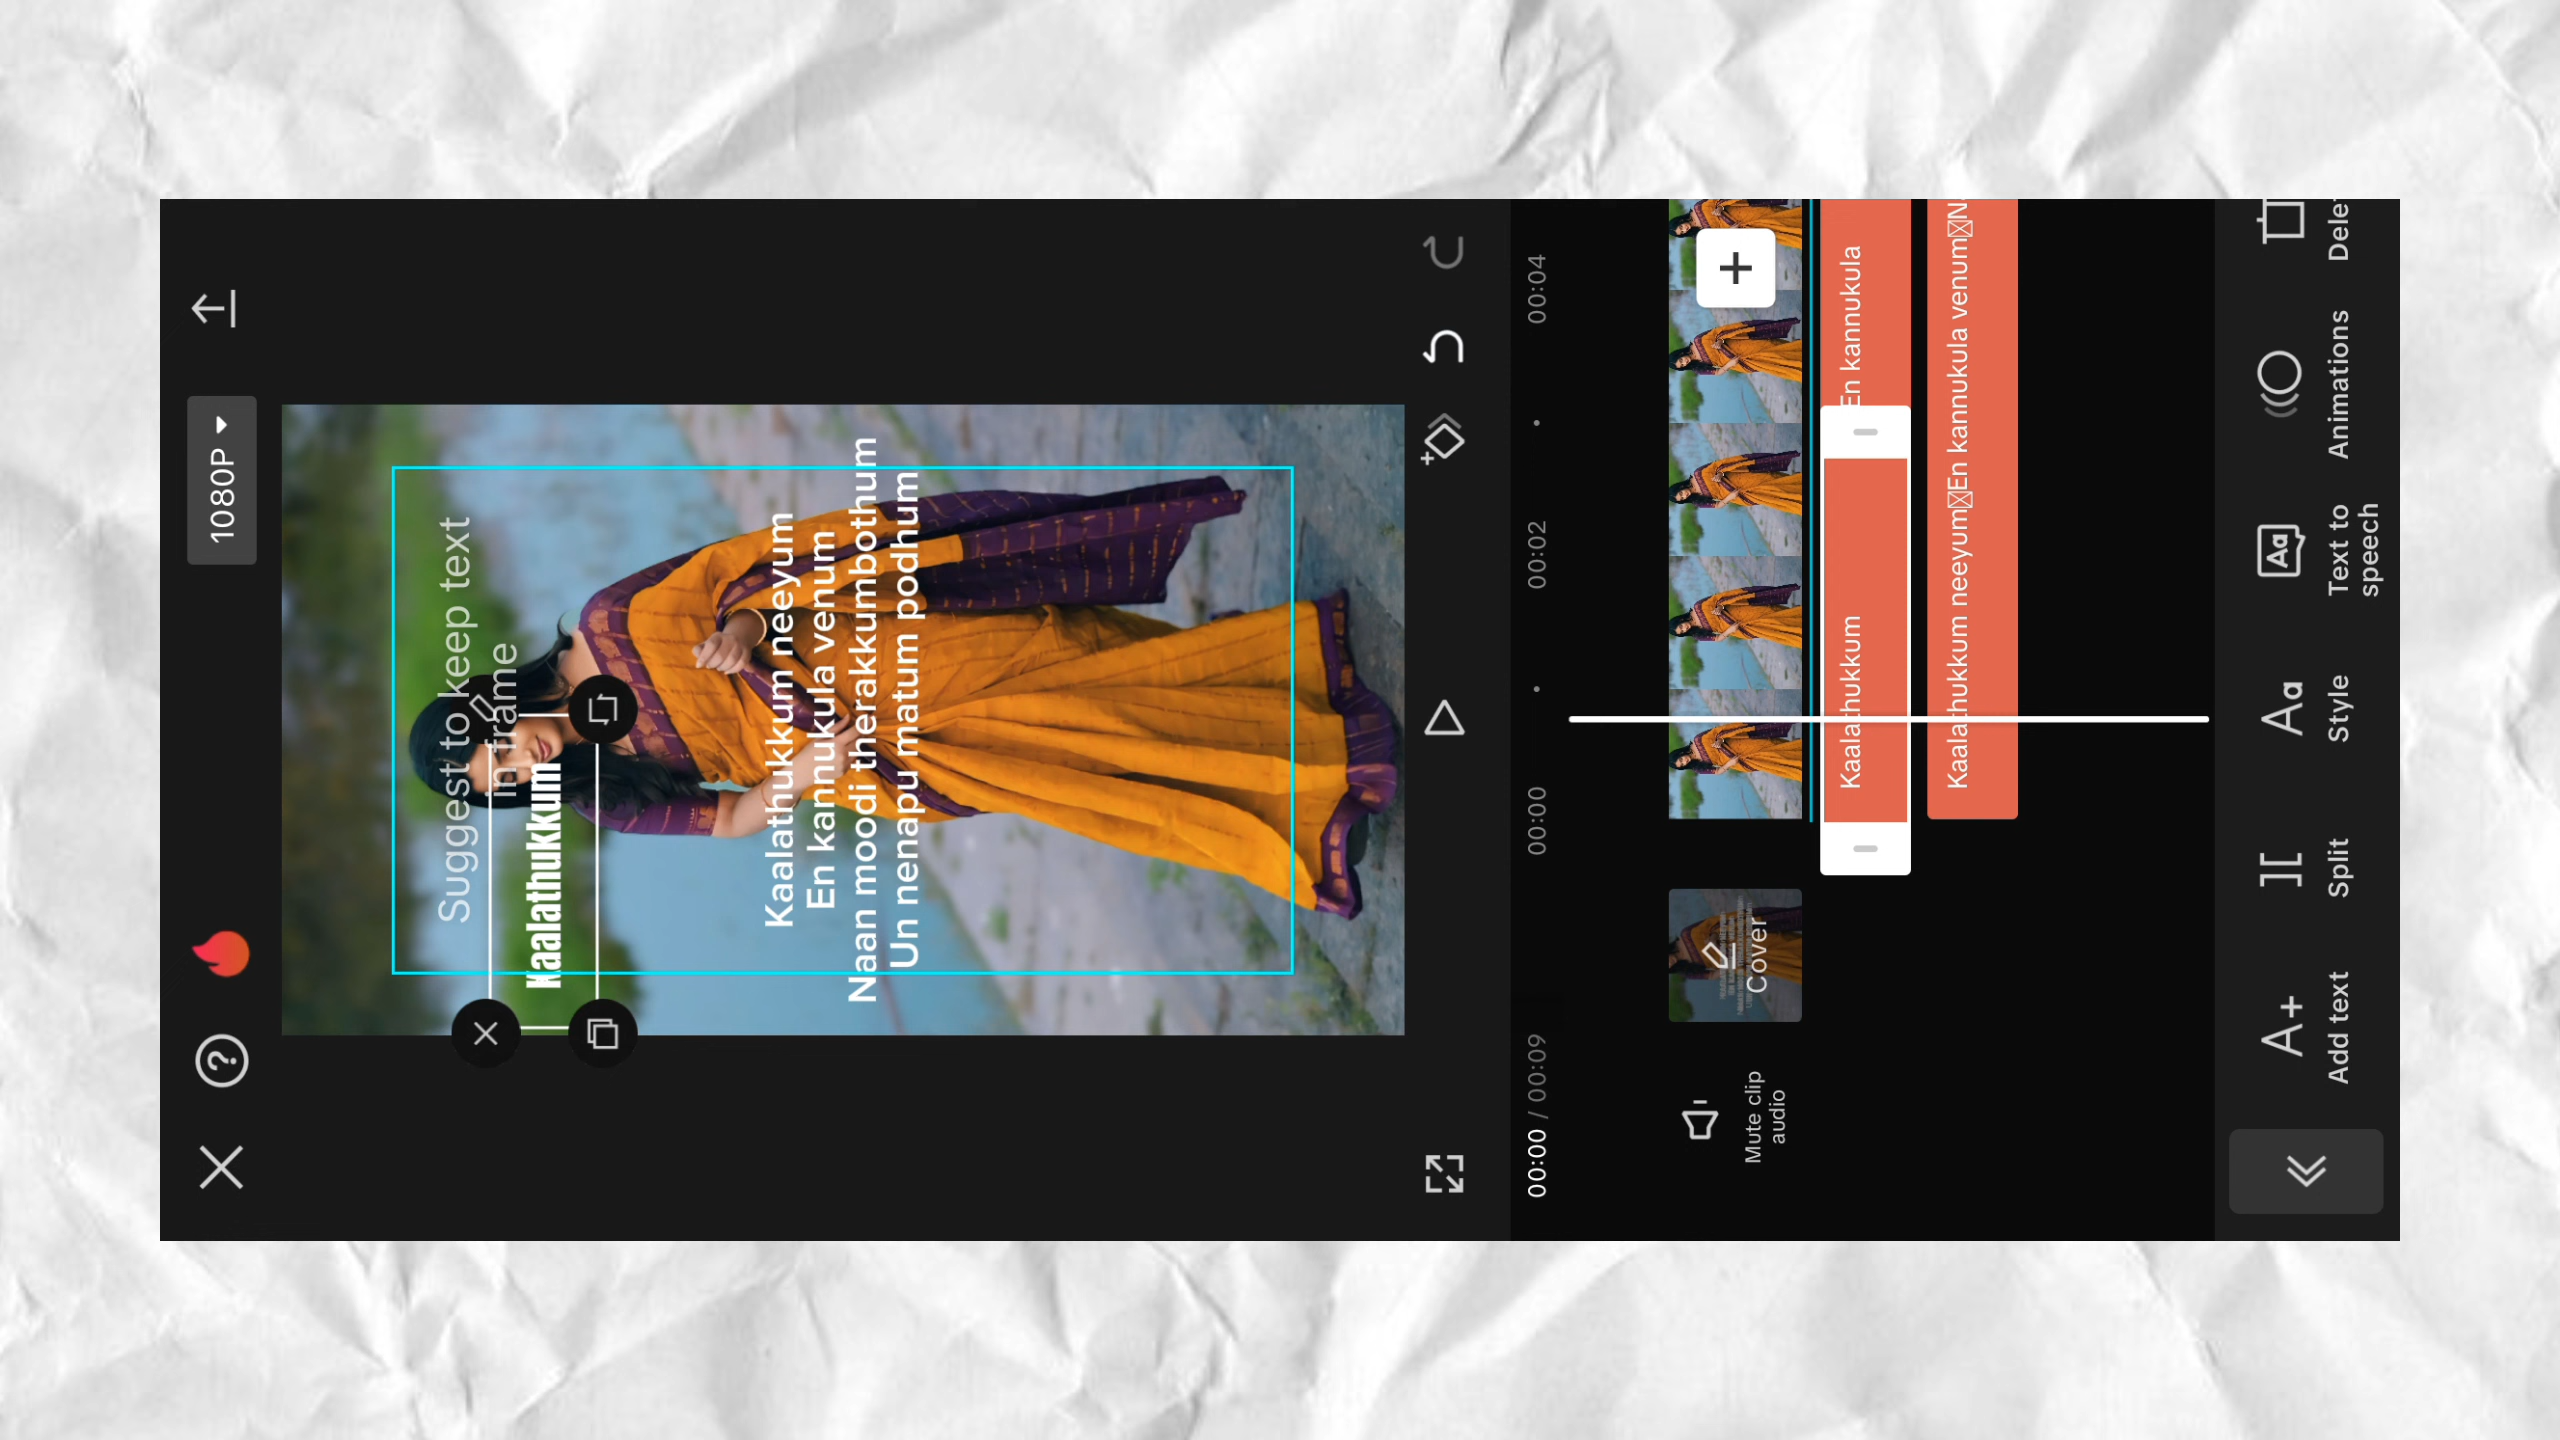 1080P
Suggest to keep text
in frame
Kaalathukkum
Kaalathukkum neeyum
En kannukula venum
Naan moodi therakkumbothum
Un nenapu matum podhum
00:00 / 00:09
00:00
00:02
00:04
Mute clip
audio
Cover
Kaalathukkum
En kannukula
Kaalathukkum neeyum En kannukula venum N
Add text
Split
Style
Text to
speech
Animations
Dele